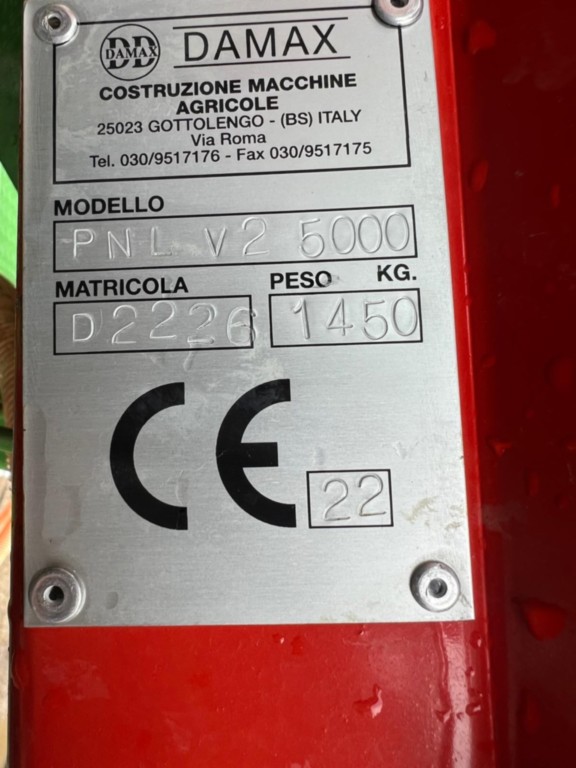 DD
DAMAX
DAMAX
COSTRUZIONE MACCHINE
AGRICOLE
25023 GOTTOLENGO - (BS) ITALY
Via Roma
Tel. 030/9517176 - Fax 030/9517175
MODELLO
PNL V2 5000
MATRICOLA PESO KG.
D2226 1450
CE 22